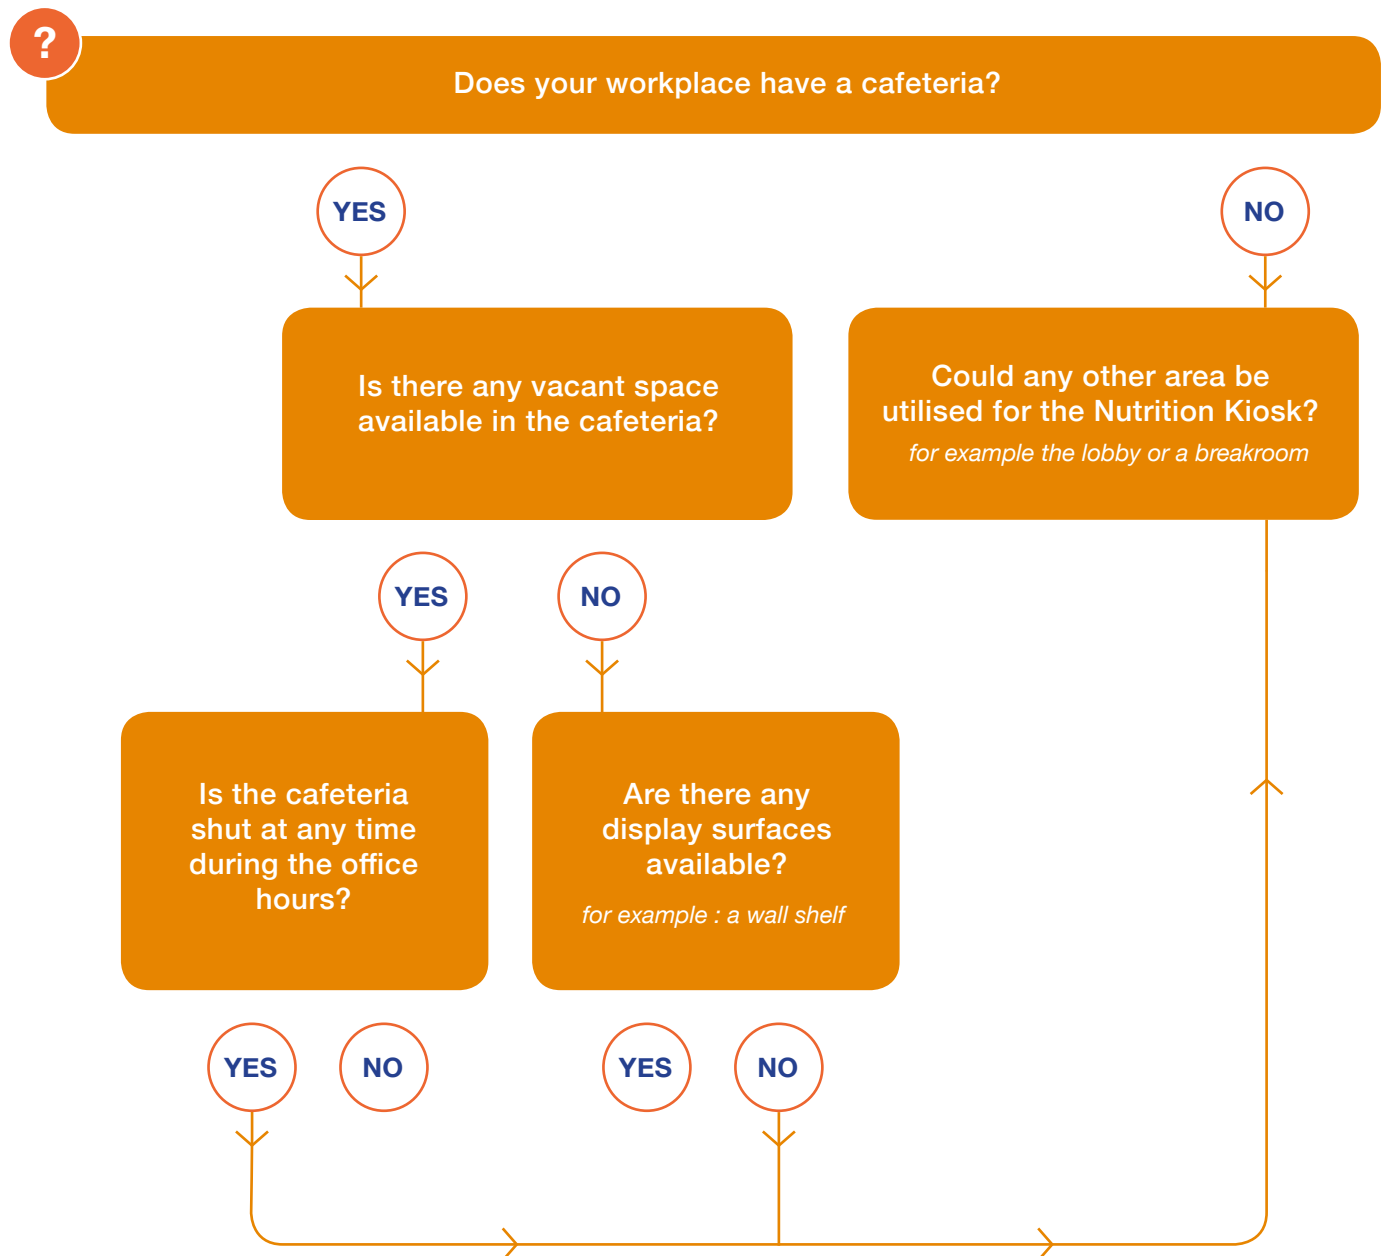 ?
Does your workplace have a cafeteria?
YES
NO
Is there any vacant space
available in the cafeteria?
Could any other area be
utilised for the Nutrition Kiosk?
for example the lobby or a breakroom
YES
NO
Is the cafeteria
shut at any time
during the office
hours?
Are there any
display surfaces
available?
for example : a wall shelf
YES
NO
YES
NO